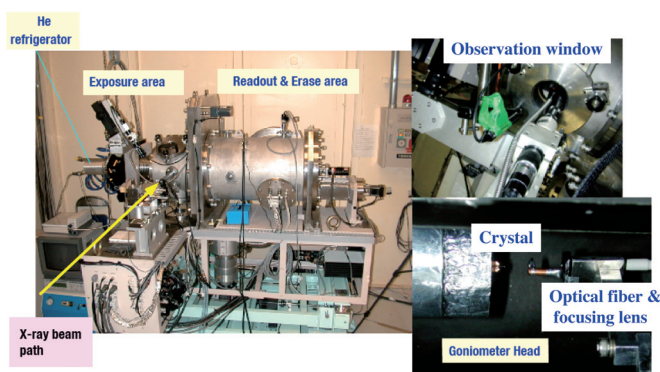 He
refrigerator
Exposure area
Readout & Erase area
X-ray beam
path
Observation window
Crystal
Optical fiber &
focusing lens
Goniometer Head